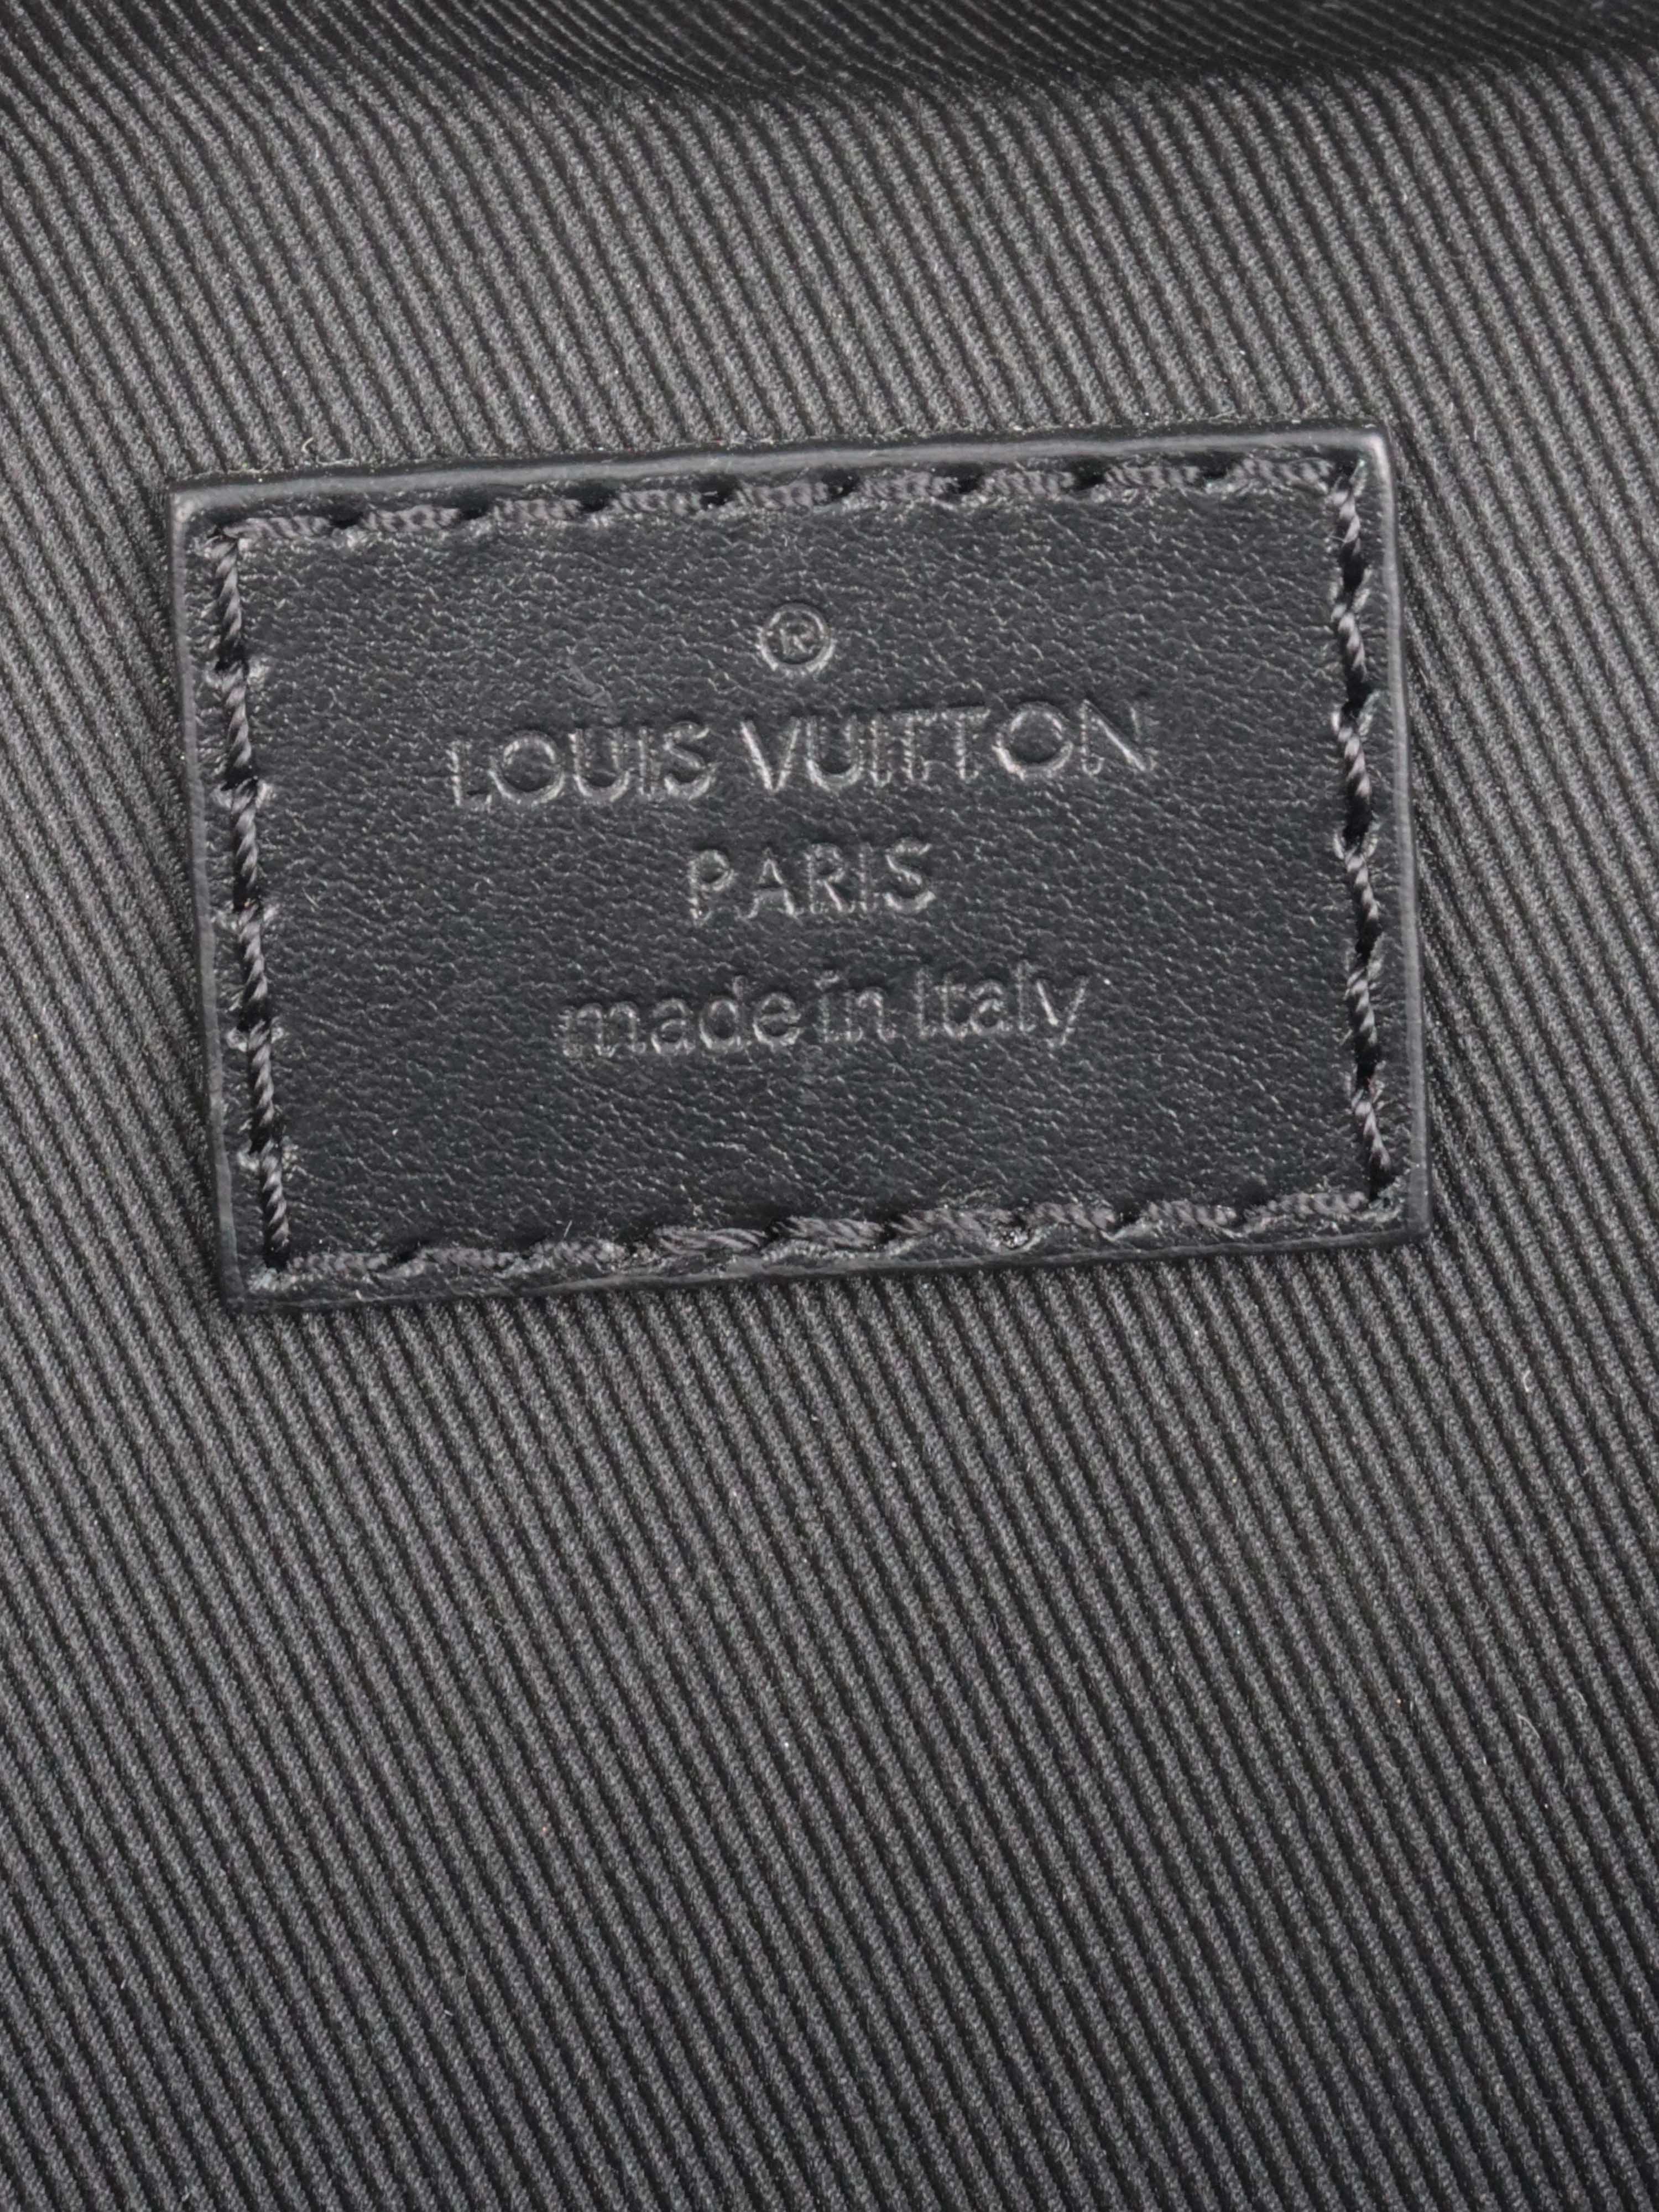 ®
LOUIS VUITTON
PARIS
made in Italy